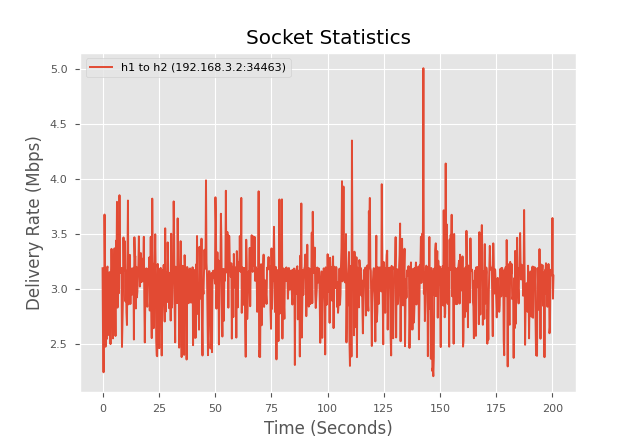 Socket Statistics
h1 to h2 (192.168.3.2:34463)
Delivery Rate (Mbps)
5.0
4.5
4.0
3.5
3.0
2.5
0 25 50 75 100 125 150 175 200
Time (Seconds)